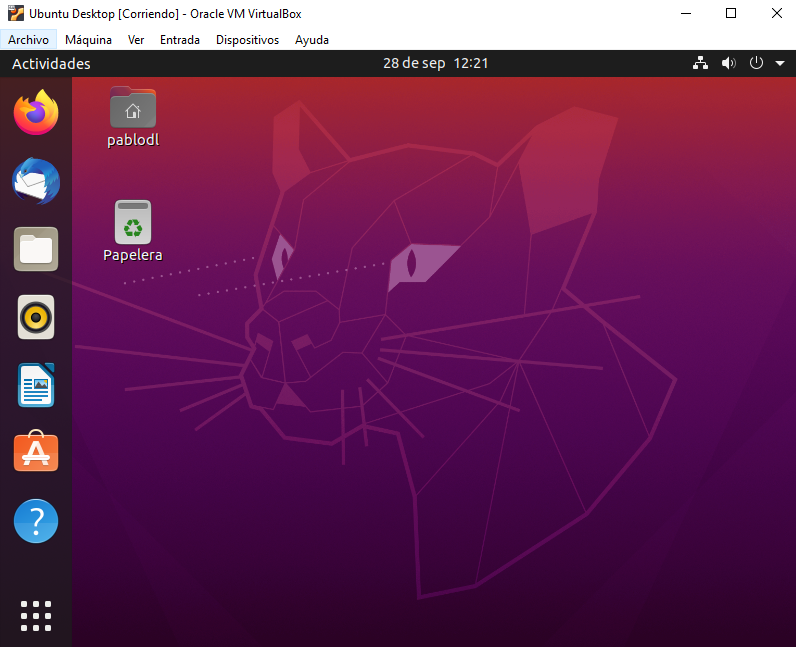 Ubuntu Desktop [Corriendo] - Oracle VM VirtualBox
Archivo Máquina Ver Entrada Dispositivos Ayuda
Actividades 28 de sep 12:21
pablodl
Papelera